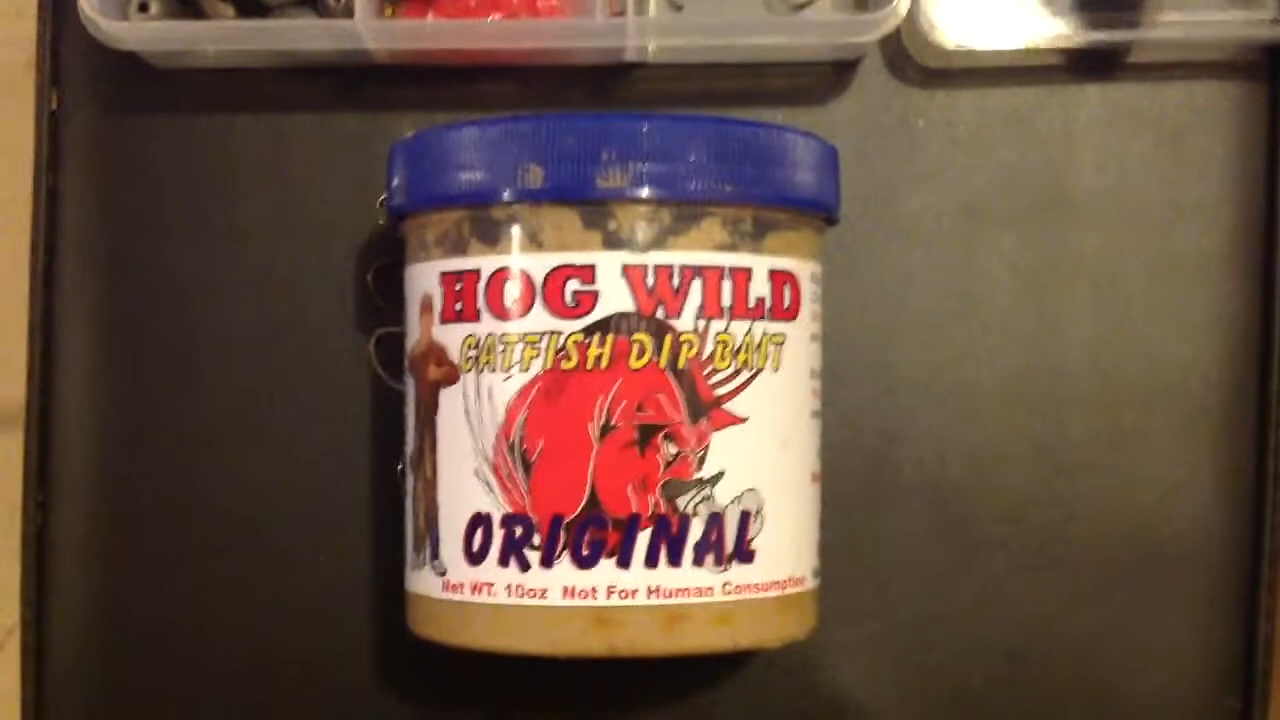 HOG WILD
CATFISH DIP BAIT
ORIGINAL
Net WT. 10oz Not For Human Consumption